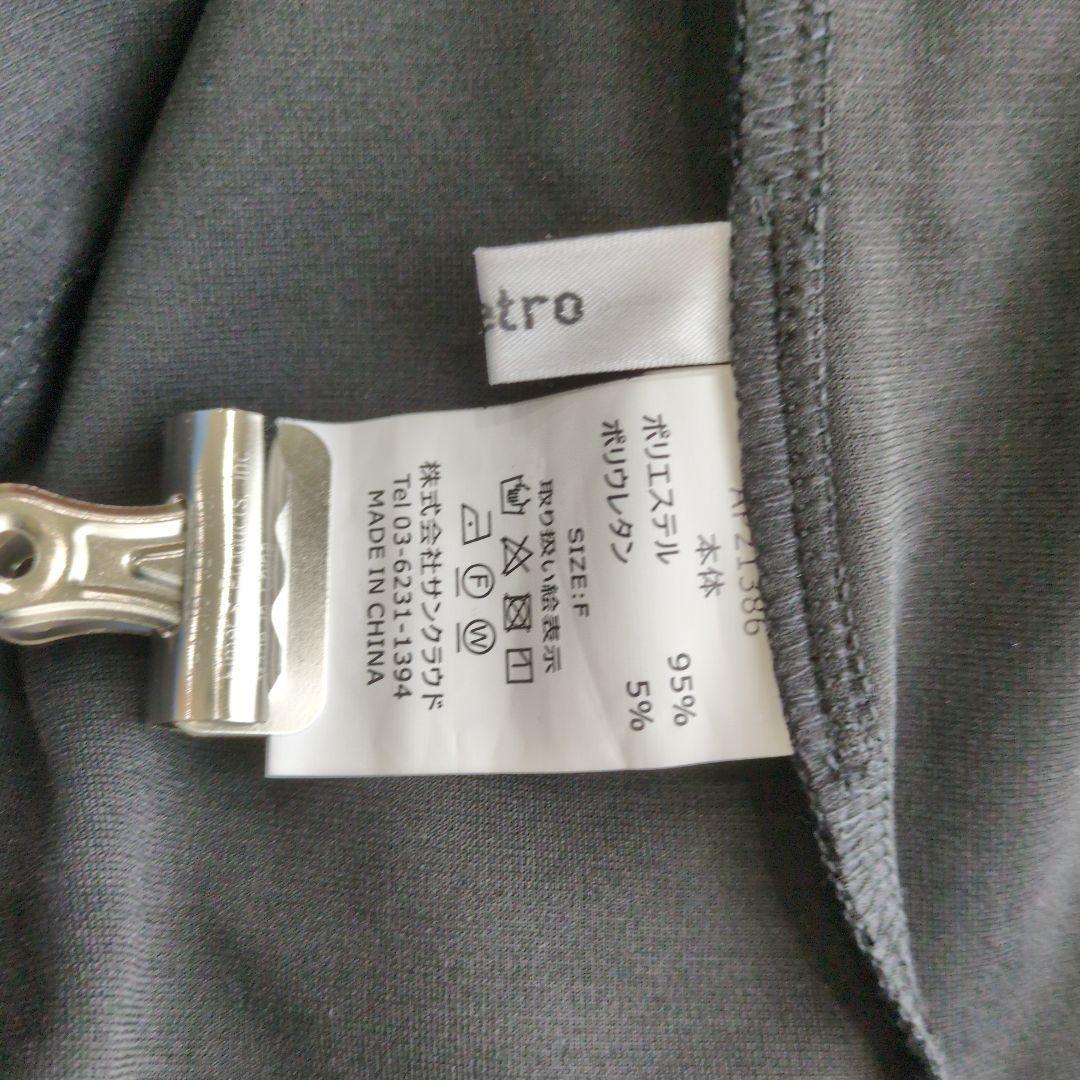 etro
AP21386
本体
ポリエステル 95%
ポリウレタン 5%
SIZE:F
取り扱い絵表示
F W
株式会社サンクラウド
Tel 03-6231-1394
MADE IN CHINA